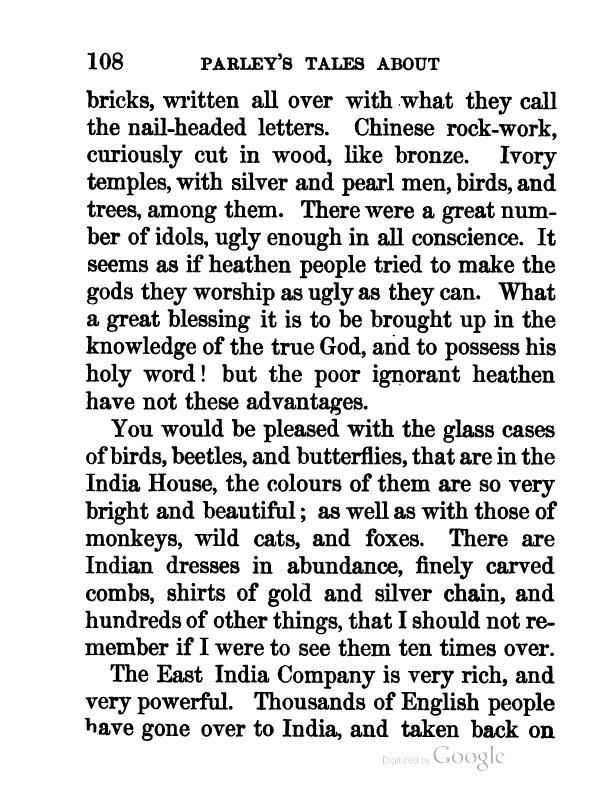 108 PARLEY'S TALES ABOUT
bricks, written all over with what they call
the nail-headed letters. Chinese rock-work,
curiously cut in wood, like bronze. Ivory
temples, with silver and pearl men, birds, and
trees, among them. There were a great num-
ber of idols, ugly enough in all conscience. It
seems as if heathen people tried to make the
gods they worship as ugly as they can. What
a great blessing it is to be brought up in the
knowledge of the true God, and to possess his
holy word! but the poor ignorant heathen
have not these advantages.
You would be pleased with the glass cases
of birds, beetles, and butterflies, that are in the
India House, the colours of them are so very
bright and beautiful; as well as with those of
monkeys, wild cats, and foxes. There are
Indian dresses in abundance, finely carved
combs, shirts of gold and silver chain, and
hundreds of other things, that I should not re-
member if I were to see them ten times over.
The East India Company is very rich, and
very powerful. Thousands of English people
have gone over to India, and taken back on
Digitized by Google